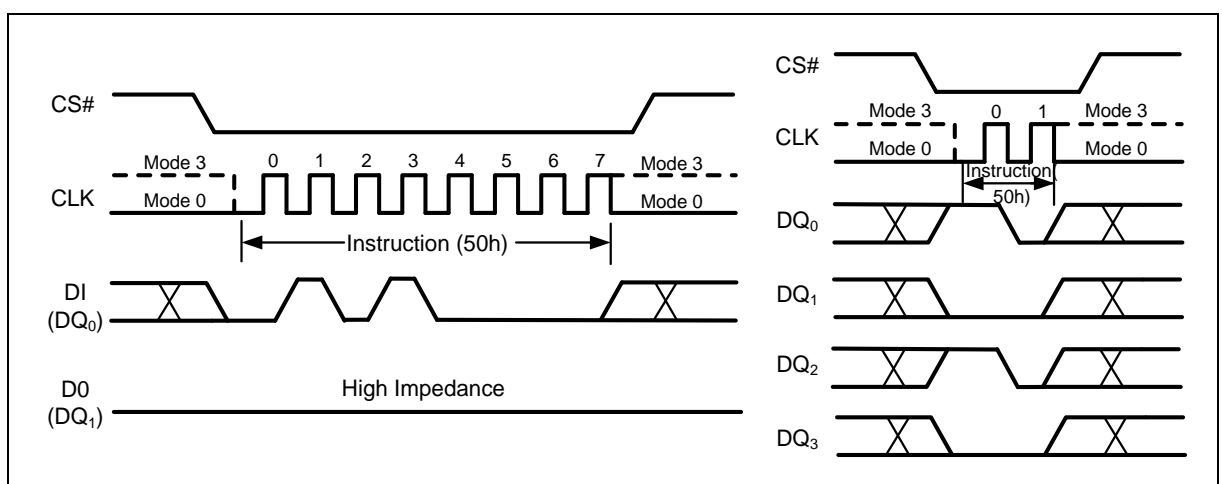 CS#
Mode 3 0 1 2 3 4 5 6 7 Mode 3
CLK Mode 0 Mode 0
Instruction (50h)
DI
(DQ0)
D0 High Impedance
(DQ1)
CS#
Mode 3 0 1 Mode 3
CLK Mode 0 Mode 0
Instruction(
50h)
DQ0
DQ1
DQ2
DQ3